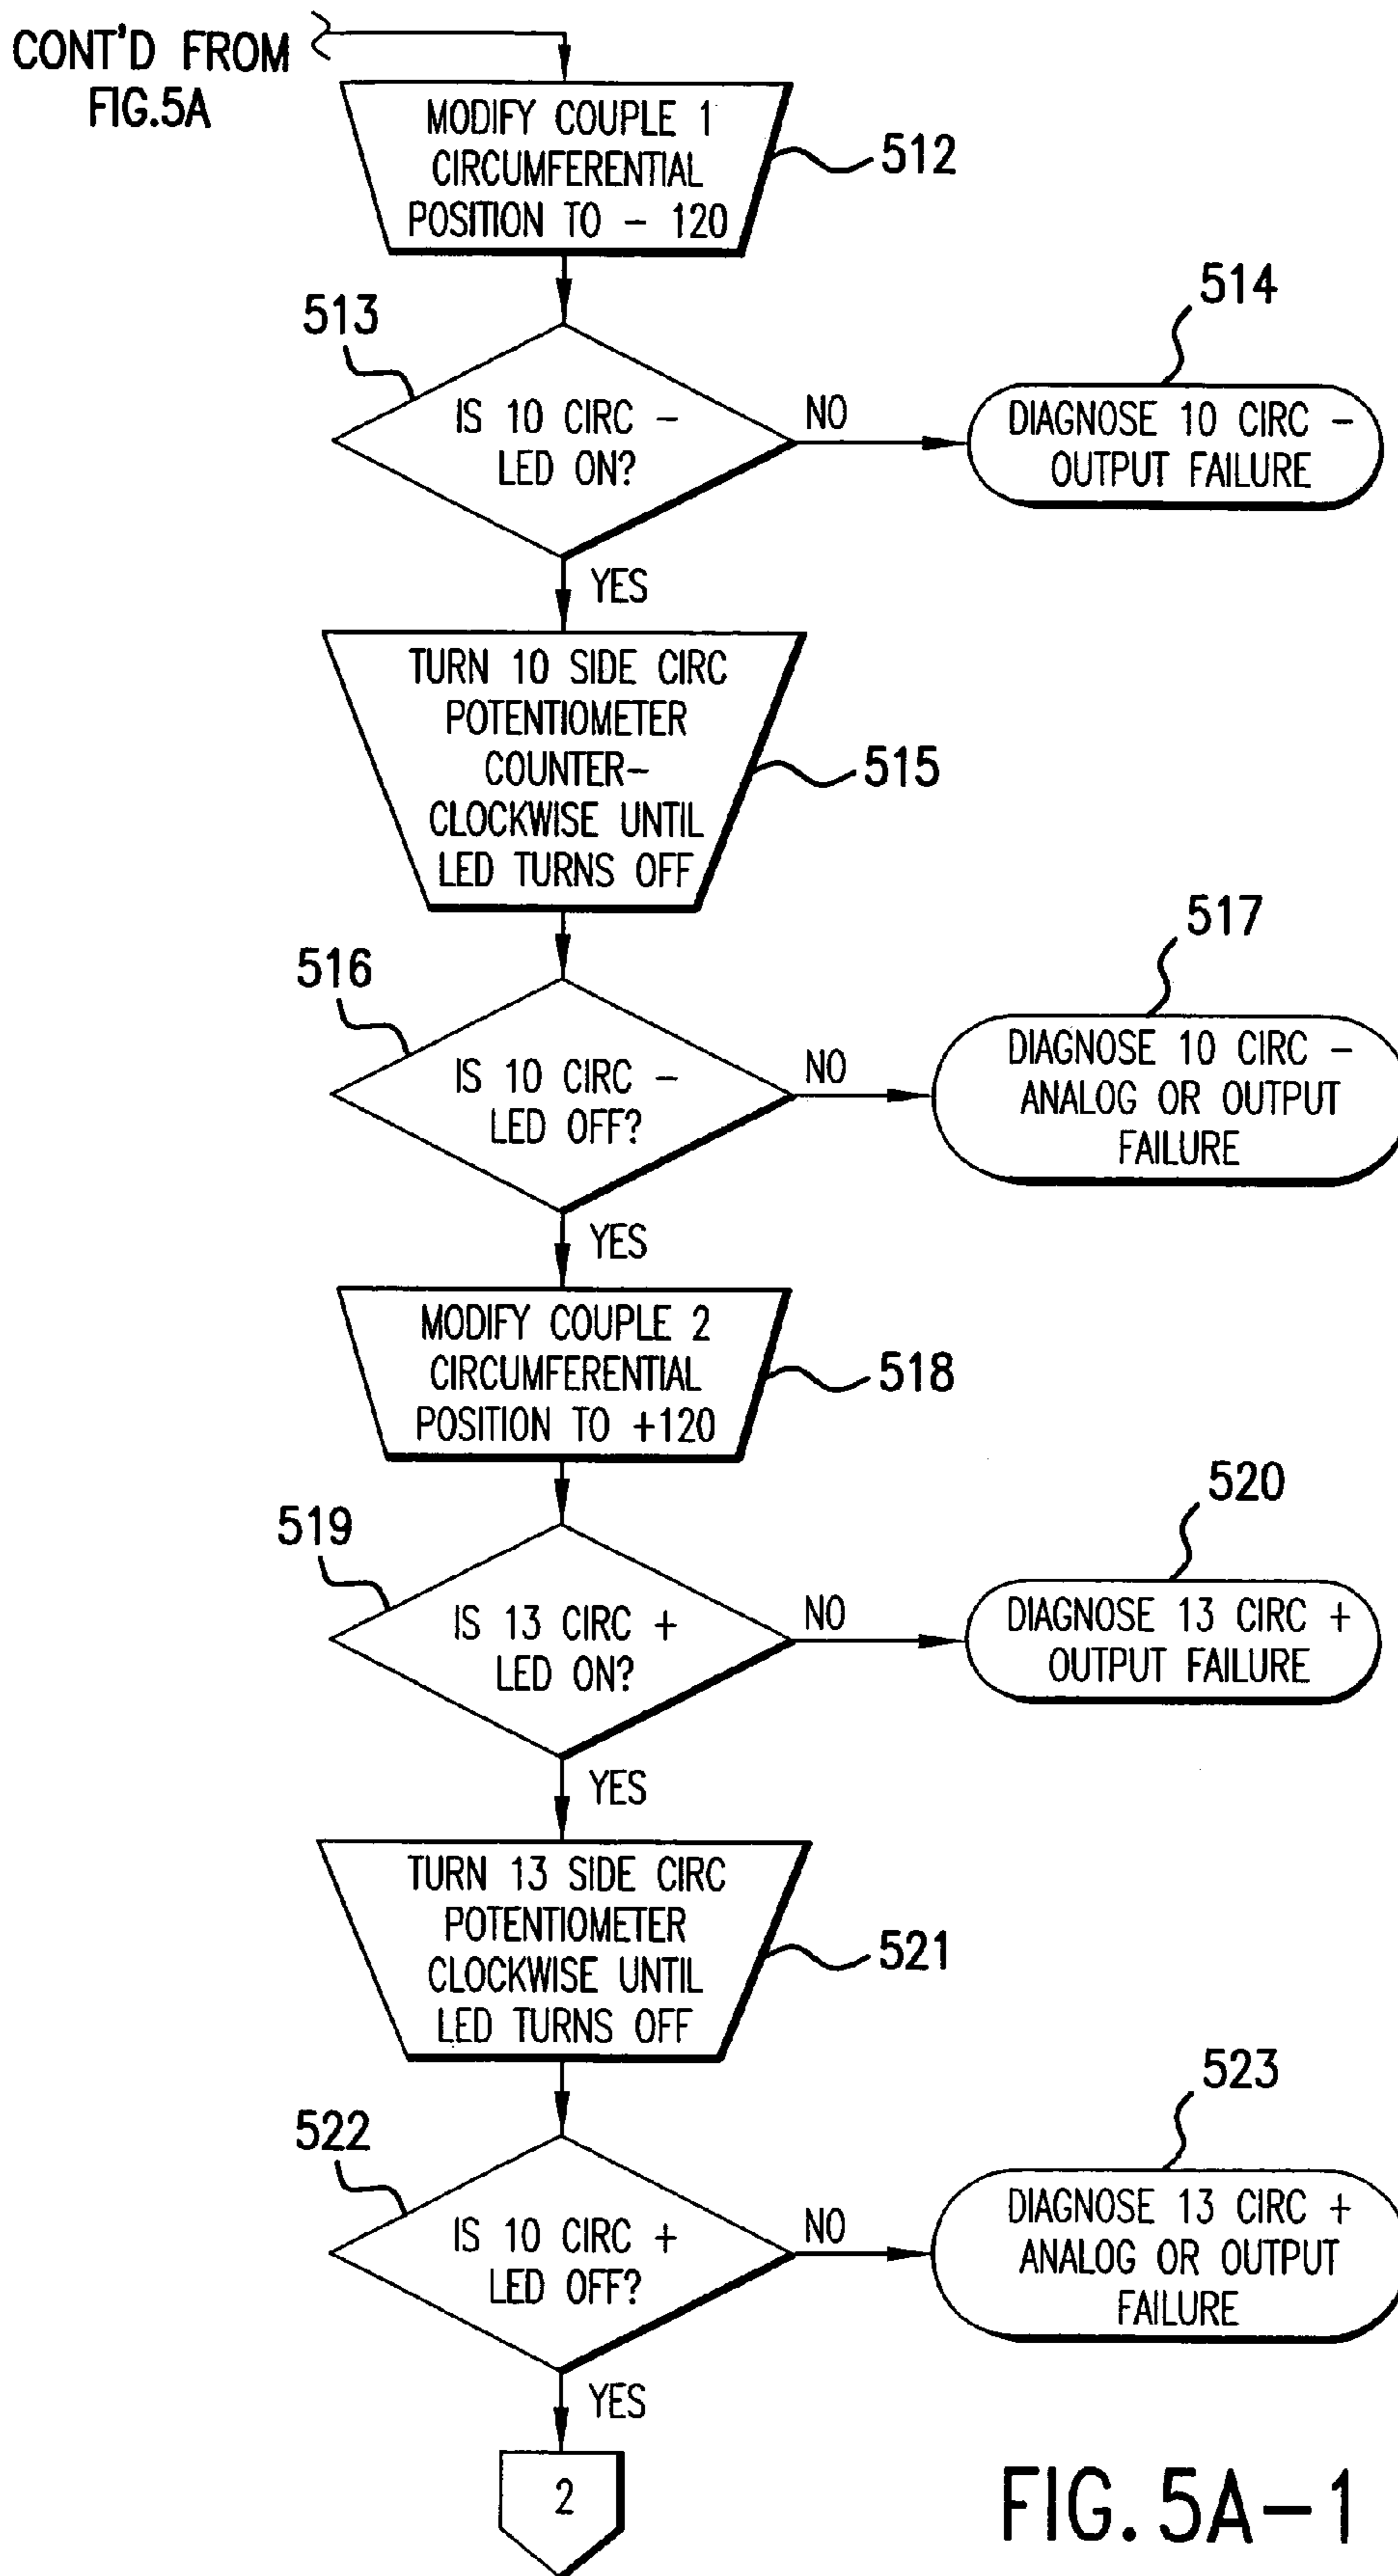 CONT'D FROM
FIG.5A
MODIFY COUPLE 1
CIRCUMFERENTIAL
POSITION TO - 120
512
513
IS 10 CIRC -
LED ON?
NO
514
DIAGNOSE 10 CIRC -
OUTPUT FAILURE
YES
TURN 10 SIDE CIRC
POTENTIOMETER
COUNTER-
CLOCKWISE UNTIL
LED TURNS OFF
515
516
IS 10 CIRC -
LED OFF?
NO
517
DIAGNOSE 10 CIRC -
ANALOG OR OUTPUT
FAILURE
YES
MODIFY COUPLE 2
CIRCUMFERENTIAL
POSITION TO +120
518
519
IS 13 CIRC +
LED ON?
NO
520
DIAGNOSE 13 CIRC +
OUTPUT FAILURE
YES
TURN 13 SIDE CIRC
POTENTIOMETER
CLOCKWISE UNTIL
LED TURNS OFF
521
522
IS 10 CIRC +
LED OFF?
NO
523
DIAGNOSE 13 CIRC +
ANALOG OR OUTPUT
FAILURE
YES
2
FIG. 5A-1